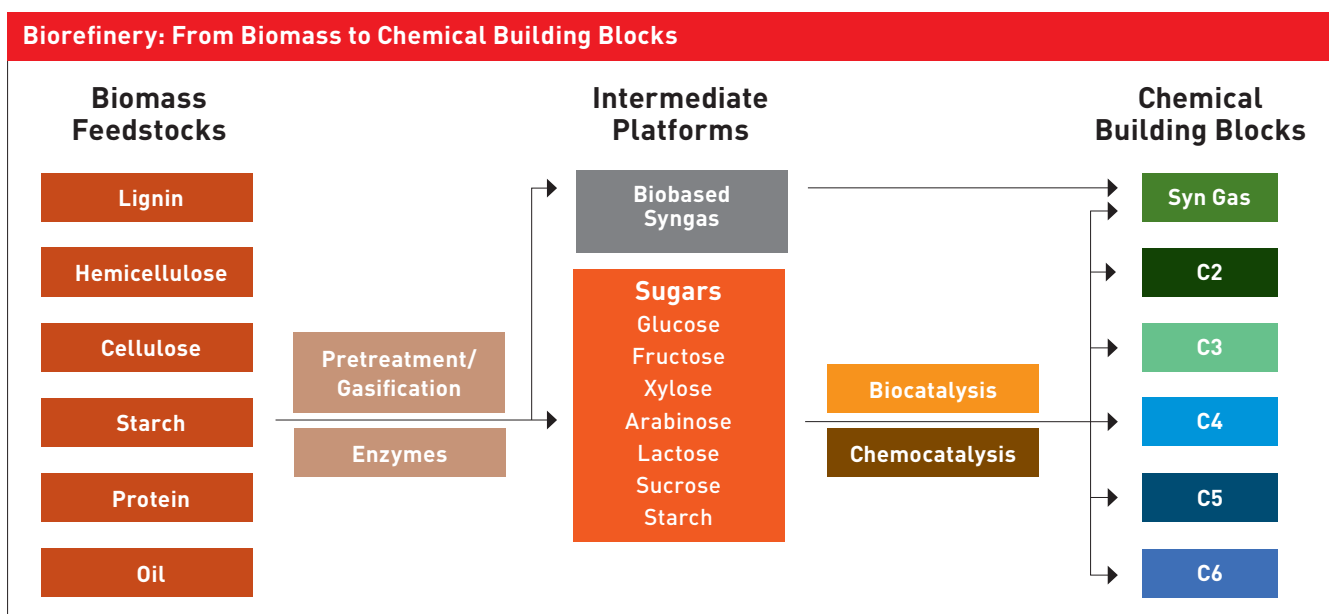 Biorefinery: From Biomass to Chemical Building Blocks
Biomass
Feedstocks
Lignin
Hemicellulose
Cellulose
Starch
Protein
Oil
Pretreatment/
Gasification
Enzymes
Intermediate
Platforms
Biobased
Syngas
Sugars
Glucose
Fructose
Xylose
Arabinose
Lactose
Sucrose
Starch
Biocatalysis
Chemocatalysis
Chemical
Building Blocks
Syn Gas
C2
C3
C4
C5
C6